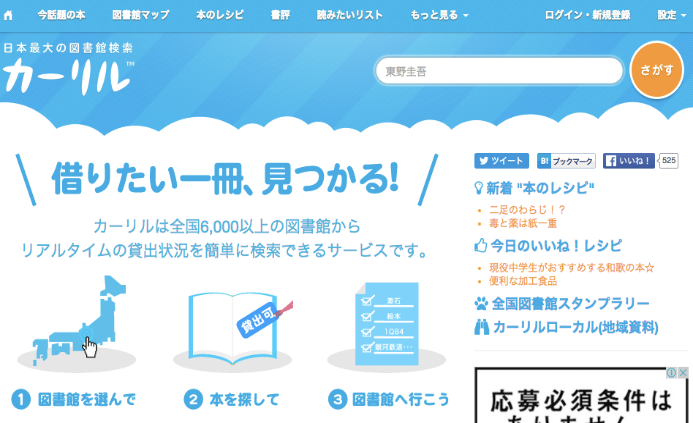 今話題の本 図書館マップ 本のレシピ 書評 読みたいリスト もっと見る ログイン・新規登録 設定
日本最大の図書館検索
カーリル™
東野圭吾
さがす
借りたい一冊、見つかる!
カーリルは全国6,000以上の図書館から
リアルタイムの貸出状況を簡単に検索できるサービスです。
貸出可
漱石
絵本
1Q84
銀河鉄道・・・
1 図書館を選んで
2 本を探して
3 図書館へ行こう
ツイート B! ブックマーク いいね! 525
新着 "本のレシピ"
二足のわらじ！？
毒と薬は紙一重
今日のいいね！レシピ
現役中学生がおすすめする和歌の本☆
便利な加工食品
全国図書館スタンプラリー
カーリルローカル(地域資料)
応募必須条件は
ありません